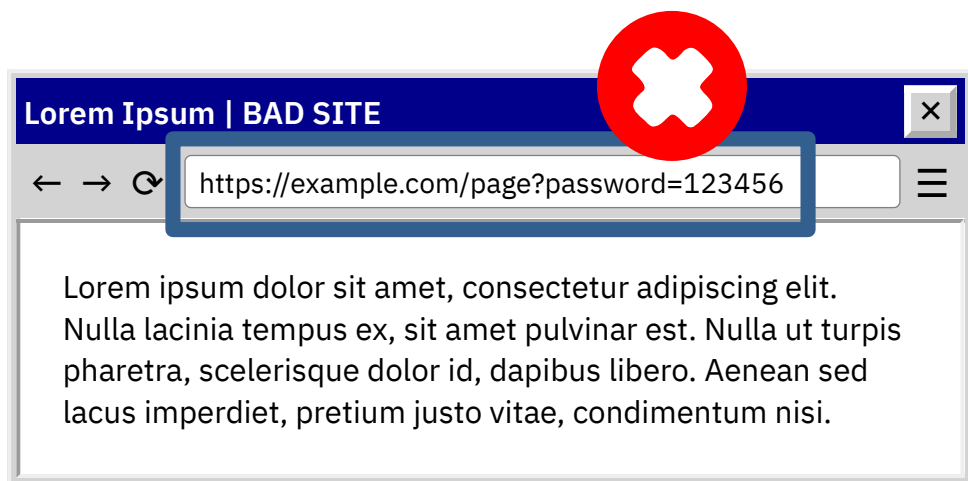 Lorem Ipsum | BAD SITE
https://example.com/page?password=123456
Lorem ipsum dolor sit amet, consectetur adipiscing elit.
Nulla lacinia tempus ex, sit amet pulvinar est. Nulla ut turpis
pharetra, scelerisque dolor id, dapibus libero. Aenean sed
lacus imperdiet, pretium justo vitae, condimentum nisi.